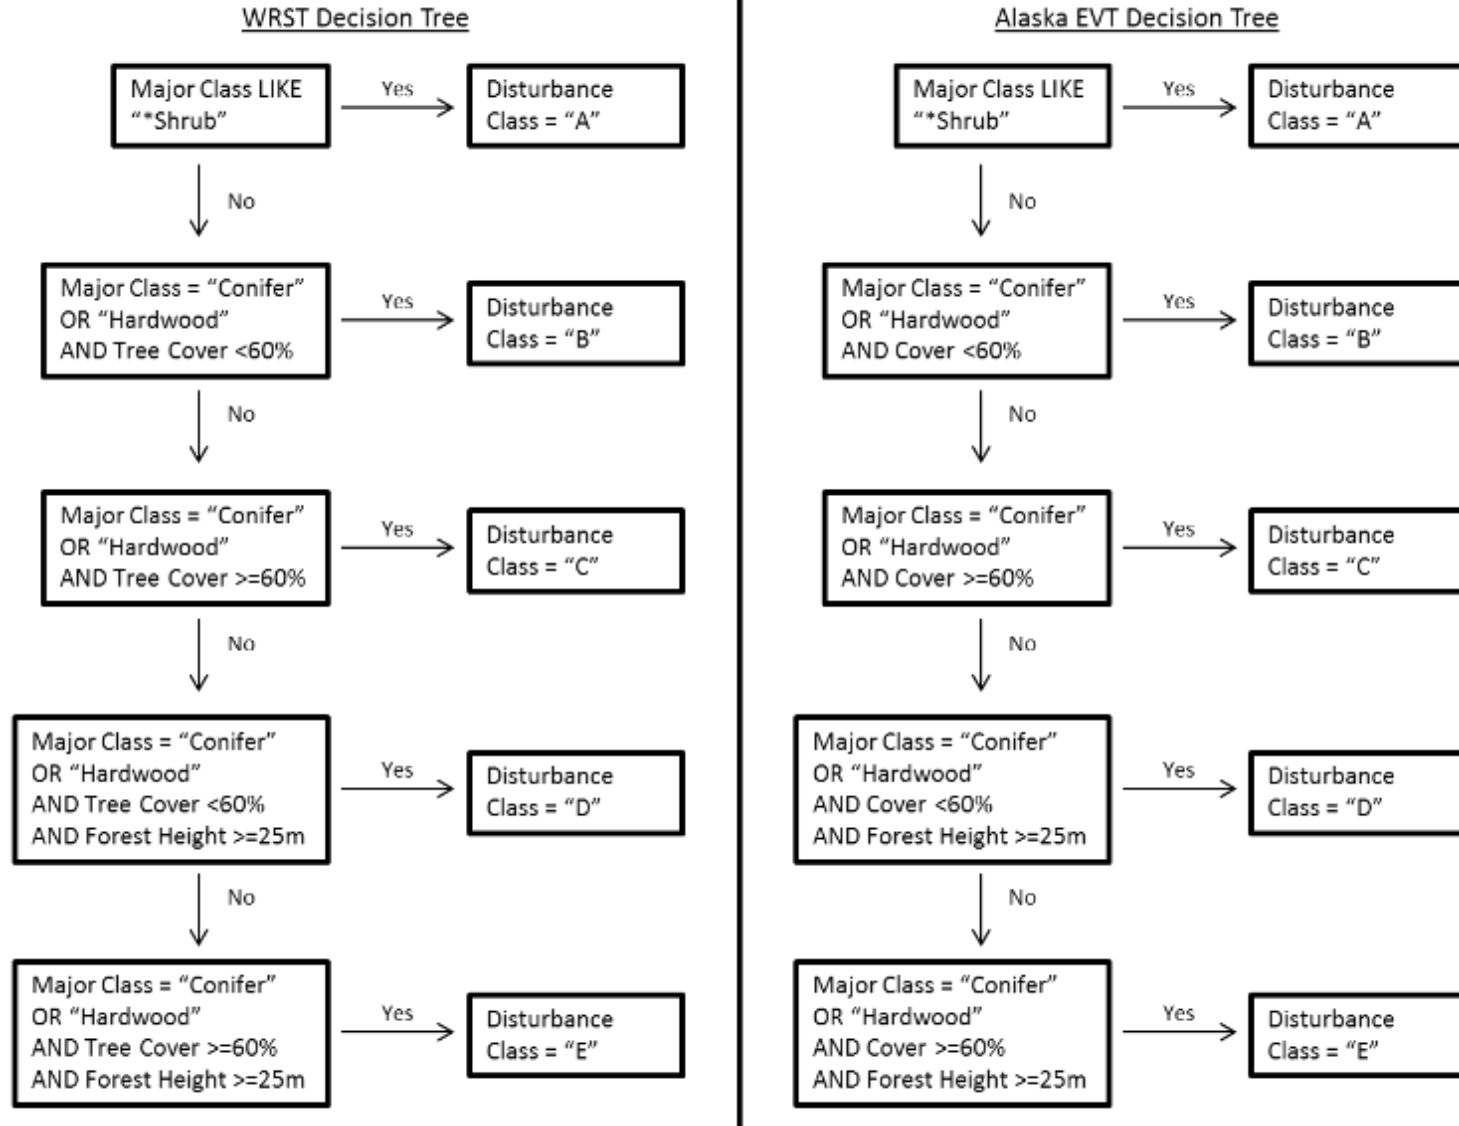 WRST Decision Tree
Major Class LIKE
“*Shrub”
Yes
Disturbance
Class = “A”
No
Major Class = “Conifer”
OR “Hardwood”
AND Tree Cover <60%
Yes
Disturbance
Class = “B”
No
Major Class = “Conifer”
OR “Hardwood”
AND Tree Cover >=60%
Yes
Disturbance
Class = “C”
No
Major Class = “Conifer”
OR “Hardwood”
AND Tree Cover <60%
AND Forest Height >=25m
Yes
Disturbance
Class = “D”
No
Major Class = “Conifer”
OR “Hardwood”
AND Tree Cover >=60%
AND Forest Height >=25m
Yes
Disturbance
Class = “E”
Alaska EVT Decision Tree
Major Class LIKE
“*Shrub”
Yes
Disturbance
Class = “A”
No
Major Class = “Conifer”
OR “Hardwood”
AND Cover <60%
Yes
Disturbance
Class = “B”
No
Major Class = “Conifer”
OR “Hardwood”
AND Cover >=60%
Yes
Disturbance
Class = “C”
No
Major Class = “Conifer”
OR “Hardwood”
AND Cover <60%
AND Forest Height >=25m
Yes
Disturbance
Class = “D”
No
Major Class = “Conifer”
OR “Hardwood”
AND Cover >=60%
AND Forest Height >=25m
Yes
Disturbance
Class = “E”